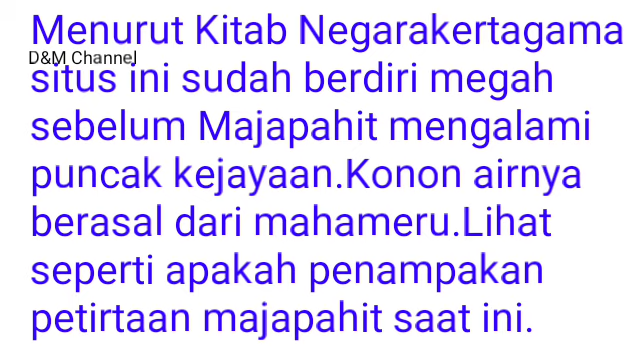 Menurut Kitab Negarakertagama
D&M Channel
situs ini sudah berdiri megah
sebelum Majapahit mengalami
puncak kejayaan.Konon airnya
berasal dari mahameru.Lihat
seperti apakah penampakan
petirtaan majapahit saat ini.